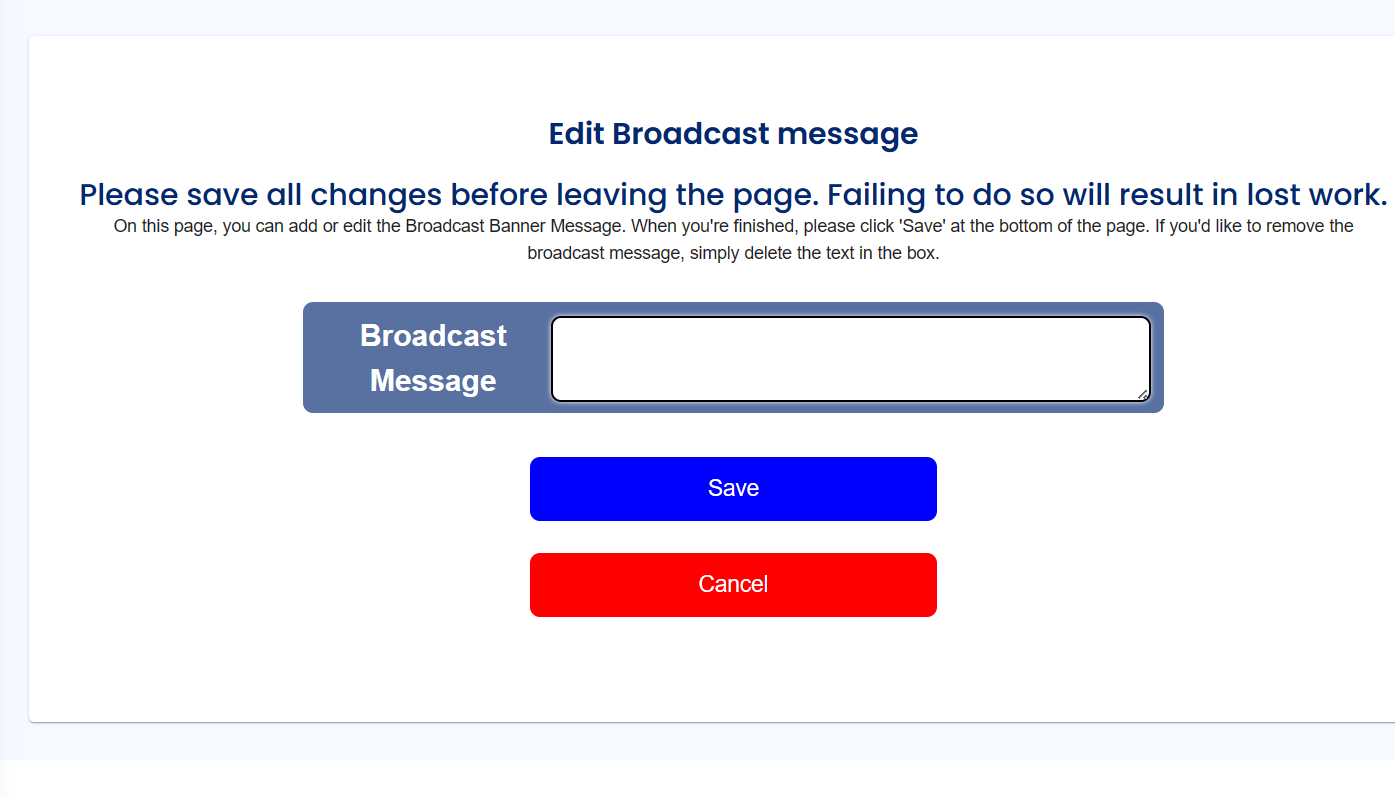 Edit Broadcast message
Please save all changes before leaving the page. Failing to do so will result in lost work.
On this page, you can add or edit the Broadcast Banner Message. When you're finished, please click 'Save' at the bottom of the page. If you'd like to remove the
broadcast message, simply delete the text in the box.
Broadcast
Message
Save
Cancel